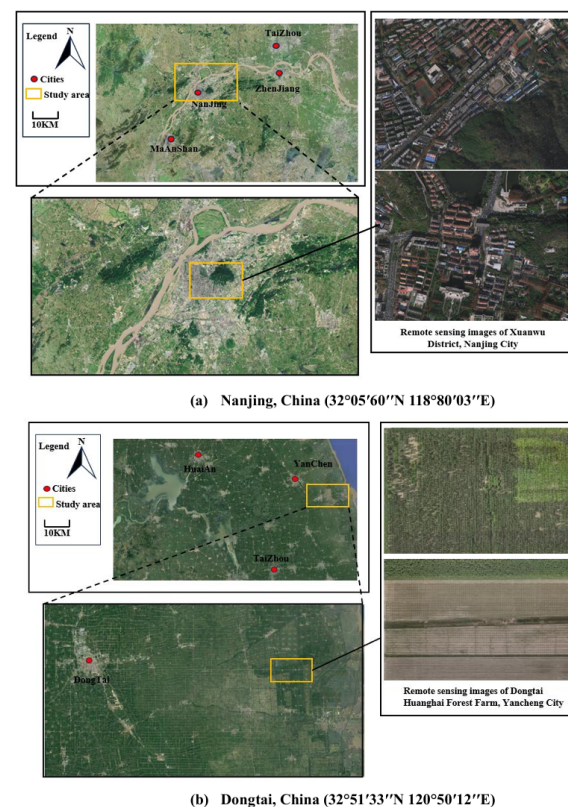 Legend
N
Cities
Study area
10KM
TaiZhou
ZhenJiang
NanJing
MaAnShan
Remote sensing images of Xuanwu
District, Nanjing City
(a) Nanjing, China (32°05′60′′N 118°80′03′′E)
Legend
N
Cities
Study area
10KM
HuaiAn
YanChen
TaiZhou
DongTai
Remote sensing images of Dongtai
Huanghai Forest Farm, Yancheng City
(b) Dongtai, China (32°51′33′′N 120°50′12′′E)